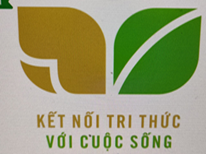 KẾT NỐI TRI THỨC
VỚI CUỘC SỐNG